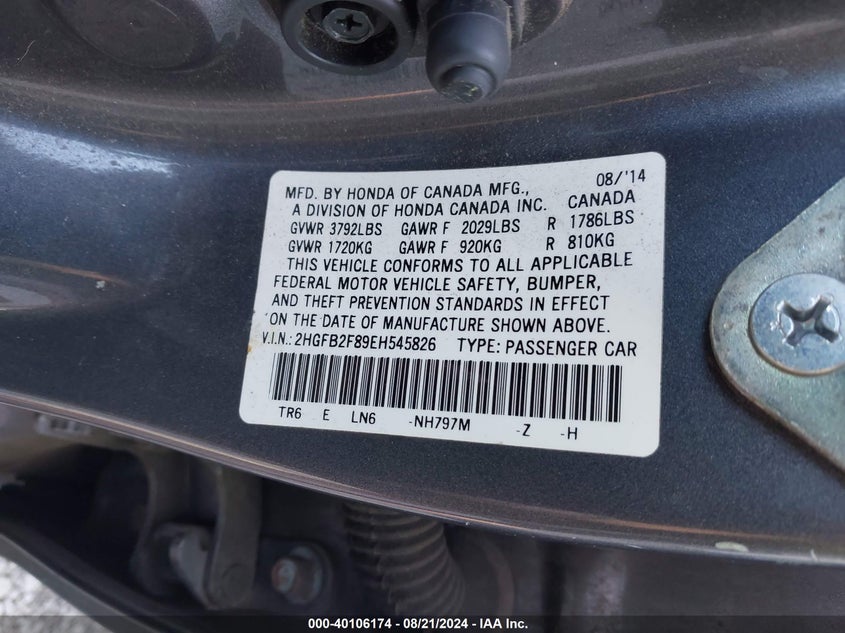 08/'14
MFD. BY HONDA OF CANADA MFG.,
A DIVISION OF HONDA CANADA INC. CANADA
GVWR 3792LBS GAWR F 2029LBS R 1786LBS
GVWR 1720KG GAWR F 920KG R 810KG
THIS VEHICLE CONFORMS TO ALL APPLICABLE
FEDERAL MOTOR VEHICLE SAFETY, BUMPER,
AND THEFT PREVENTION STANDARDS IN EFFECT
ON THE DATE OF MANUFACTURE SHOWN ABOVE.
V.I.N.: 2HGFB2F89EH545826 TYPE: PASSENGER CAR
TR6 E LN6 -NH797M -Z -H
000-40106174 - 08/21/2024 - IAA Inc.